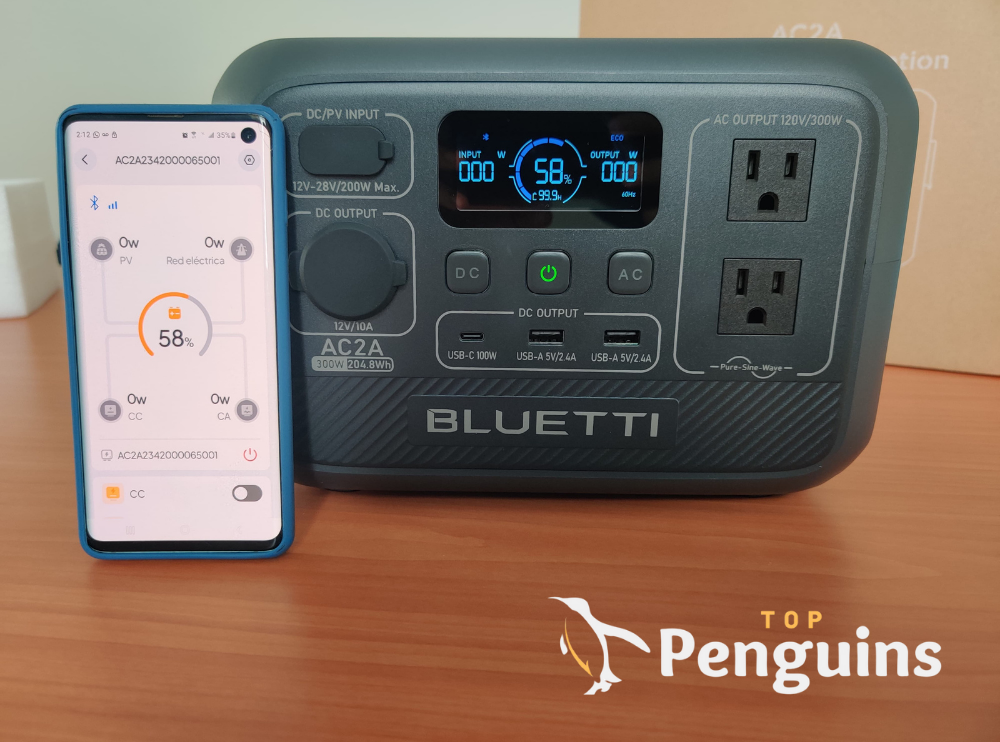 AC2A
tion
2:12
35%
AC2A2342000065001
0w
PV
0w
Red eléctrica
58%
0w
CC
0w
CA
AC2A2342000065001
CC
DC/PV INPUT
12V-28V/200W Max.
DC OUTPUT
12V/10A
AC2A
300W 204.8Wh
INPUT W
000
58%
C 99.9H
ECO
OUTPUT W
000
60Hz
DC
AC
DC OUTPUT
USB-C 100W
USB-A 5V/2.4A
USB-A 5V/2.4A
AC OUTPUT 120V/300W
Pure-Sine-Wave
BLUETTI
TOP
Penguins